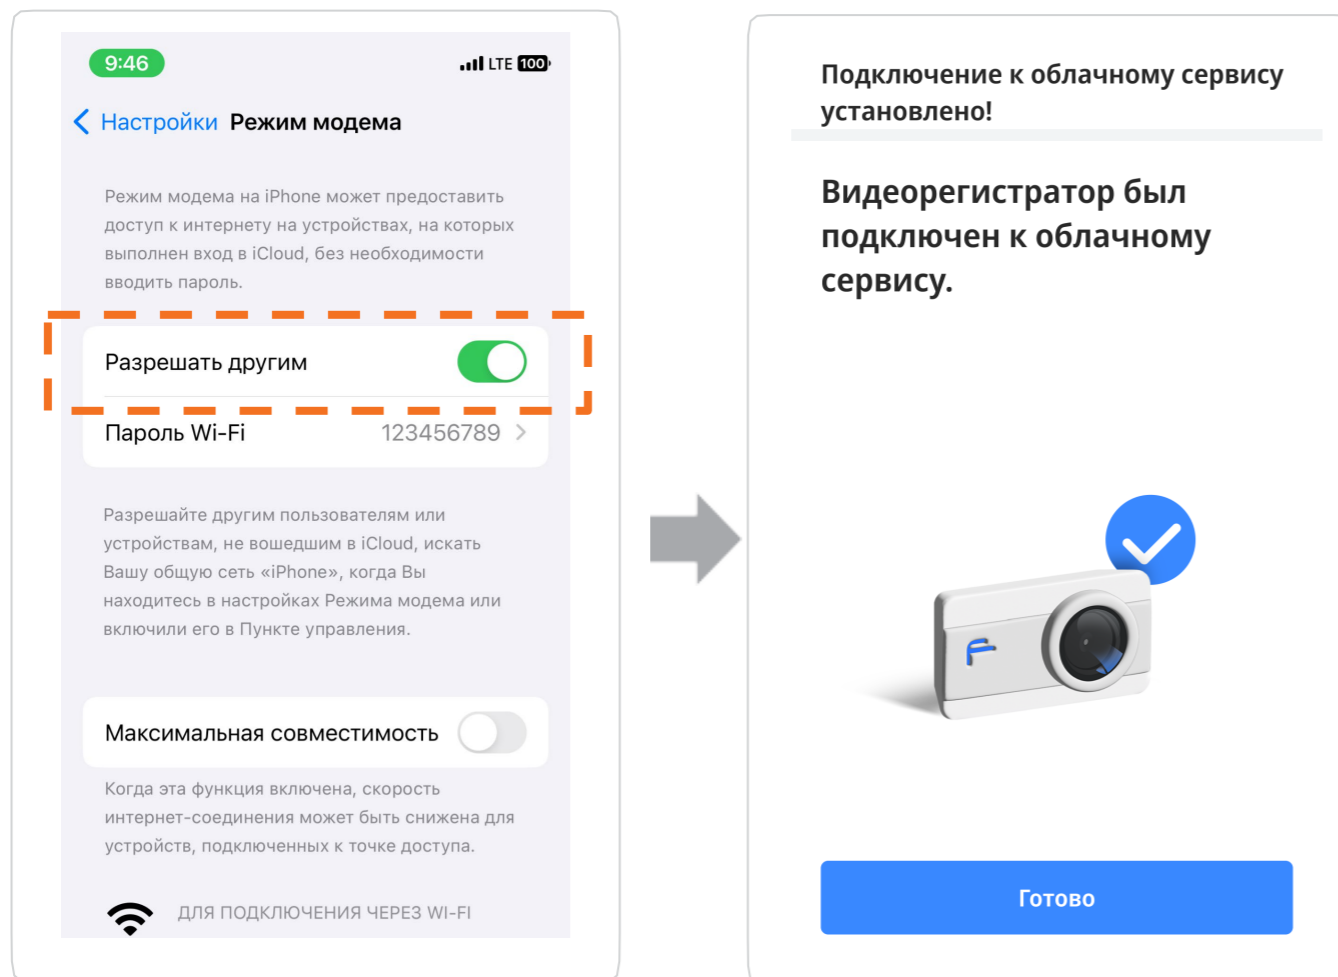 9:46
LTE 100
Настройки Режим модема
Режим модема на iPhone может предоставить
доступ к интернету на устройствах, на которых
выполнен вход в iCloud, без необходимости
вводить пароль.
Разрешать другим
Пароль Wi-Fi 123456789
Разрешайте другим пользователям или
устройствам, не вошедшим в iCloud, искать
Вашу общую сеть «iPhone», когда Вы
находитесь в настройках Режима модема или
включили его в Пункте управления.
Максимальная совместимость
Когда эта функция включена, скорость
интернет-соединения может быть снижена для
устройств, подключенных к точке доступа.
ДЛЯ ПОДКЛЮЧЕНИЯ ЧЕРЕЗ WI-FI
Подключение к облачному сервису
установлено!
Видеорегистратор был
подключен к облачному
сервису.
Готово